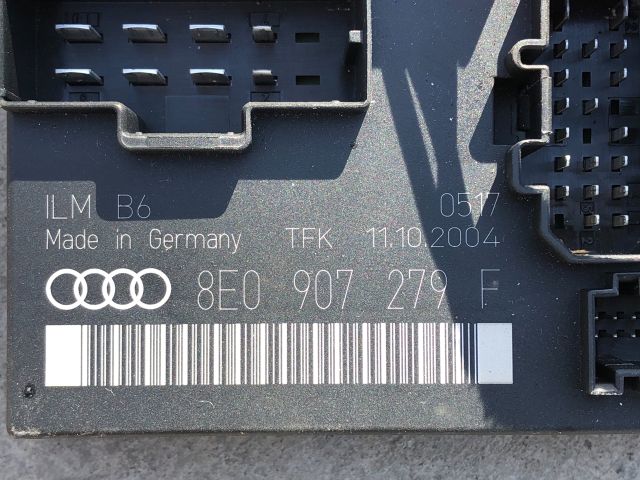 ILM B6 0517
Made in Germany TFK 11.10.2004
8E0 907 279 F